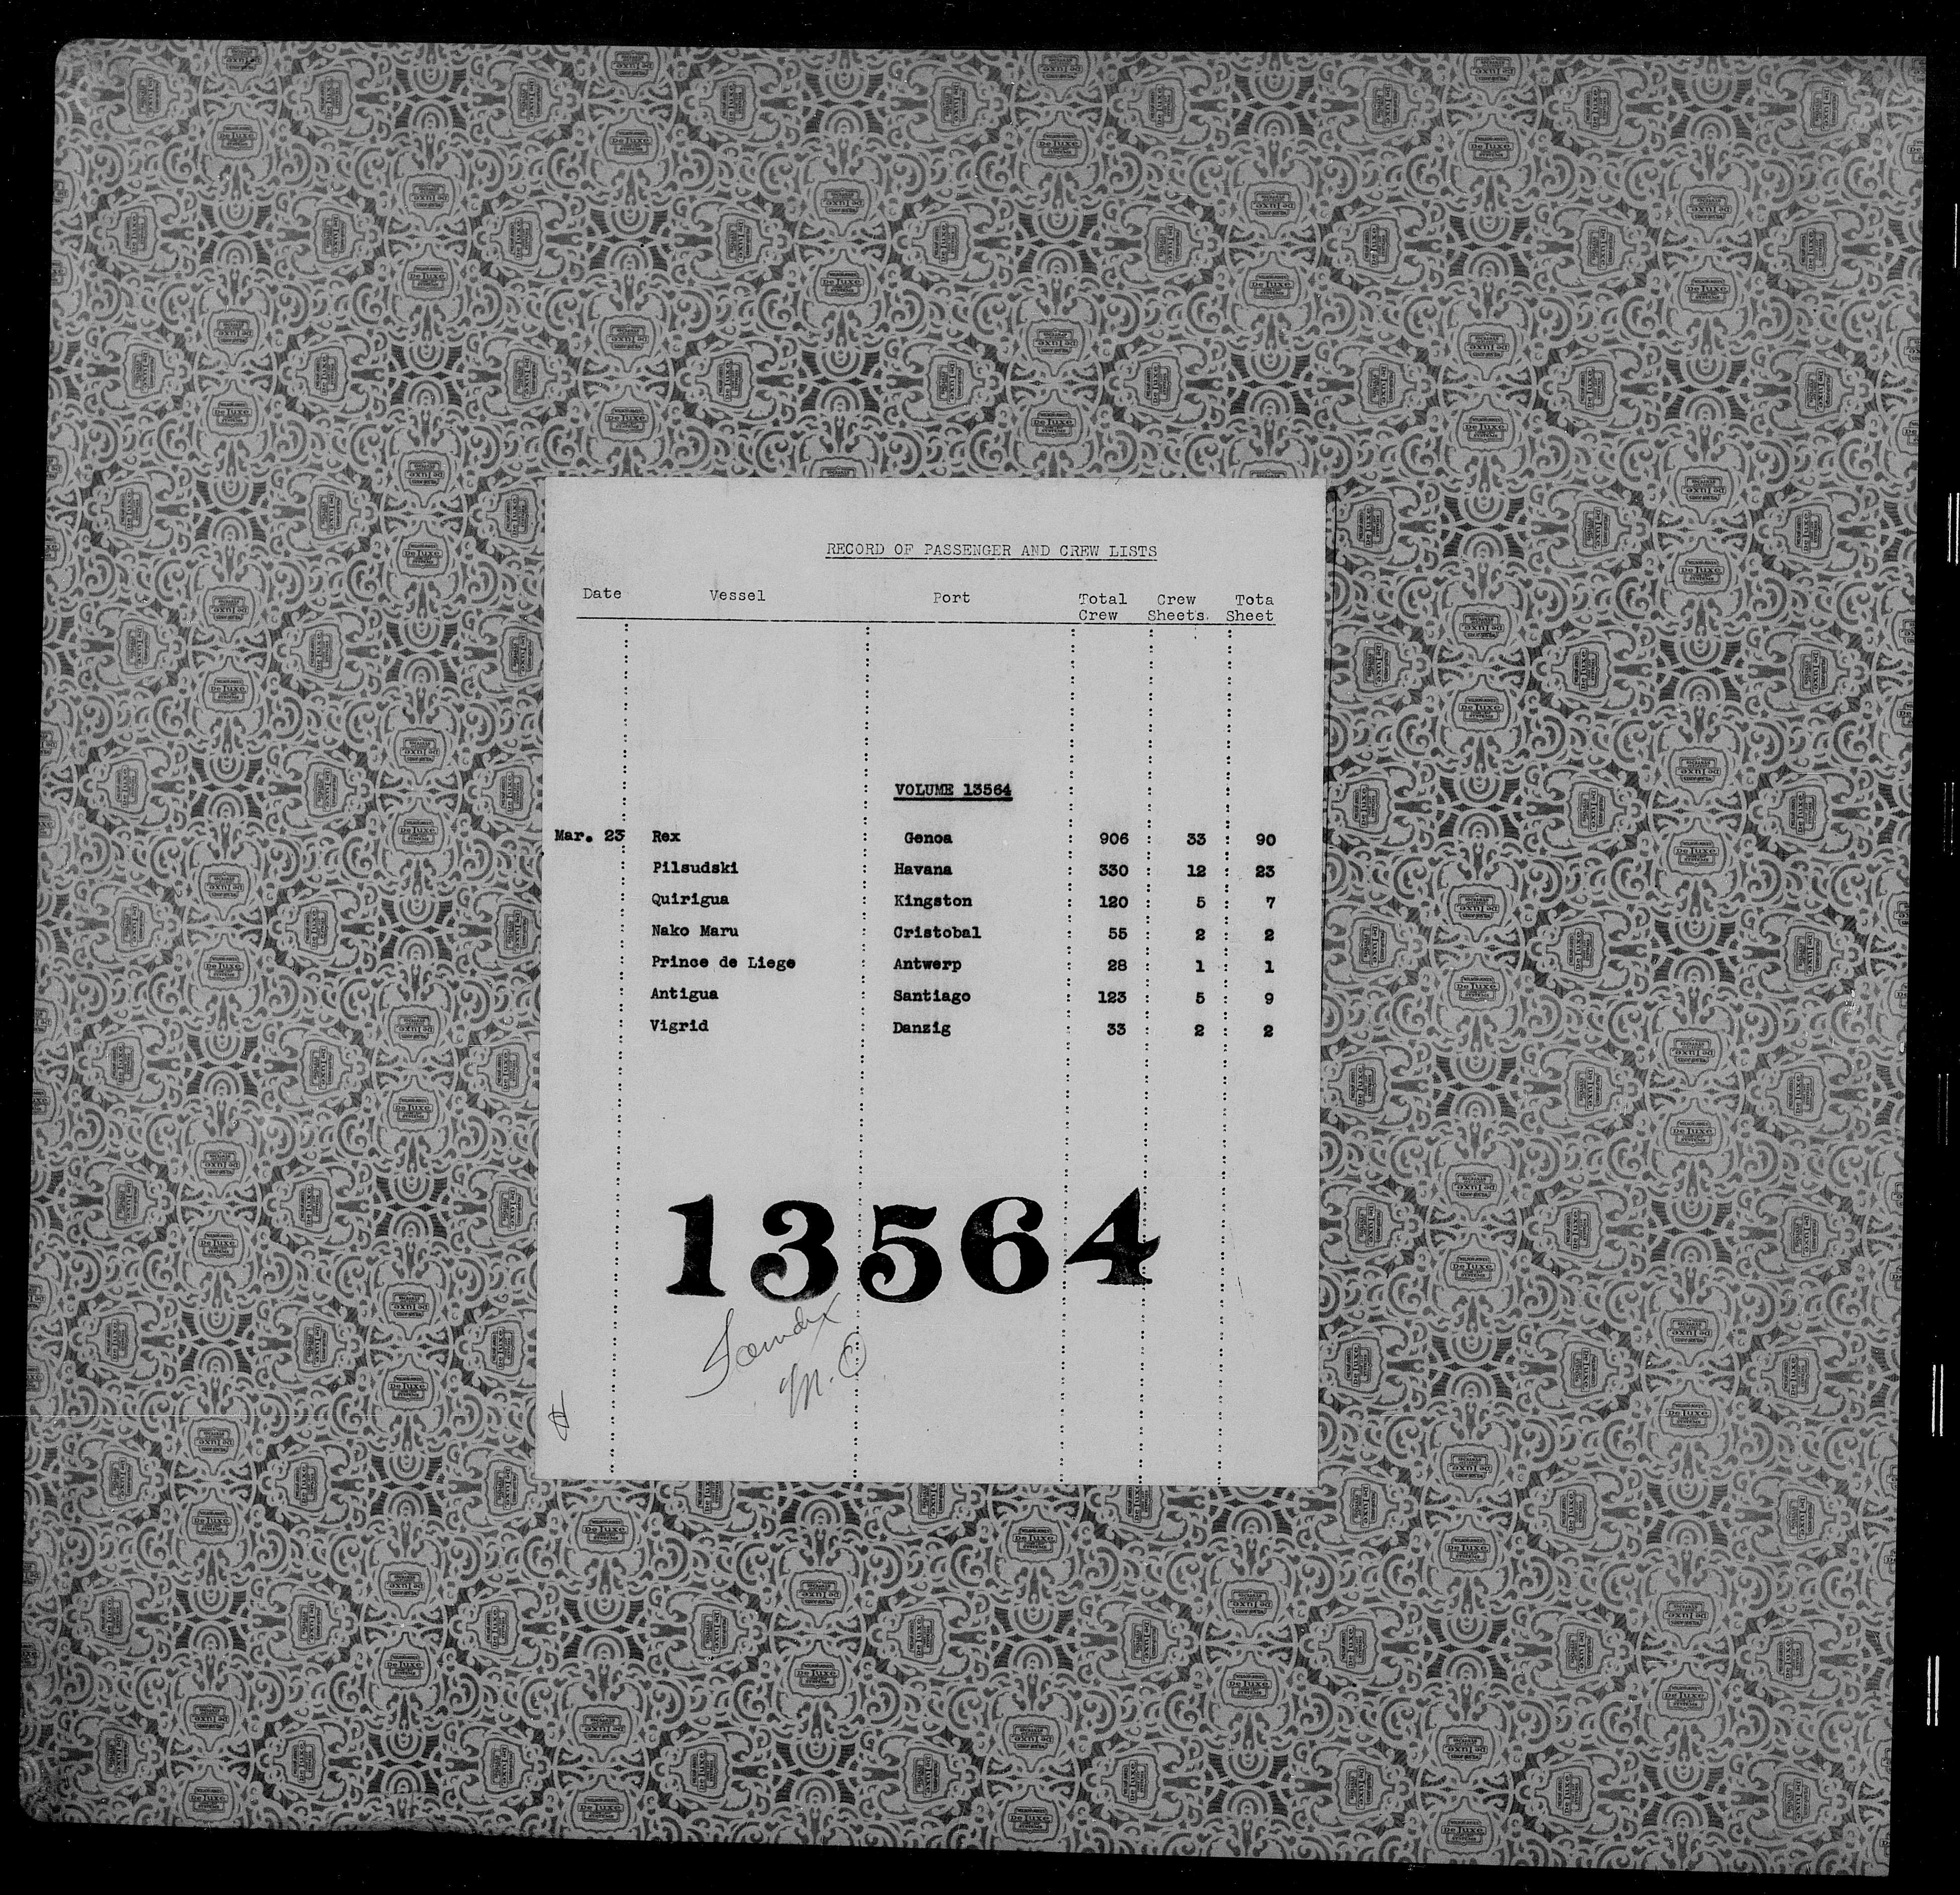 RECORD OF PASSENGER AND CREW LISTS
Date Vessel Port Total Crew Crew Sheets. Tota Sheet
VOLUME 13564
Mar. 23 Rex Genoa 906 33 90
Pilsudski Havana 330 12 23
Quirigua Kingston 120 5 7
Nako Maru Cristobal 55 2 2
Prince de Liege Antwerp 28 1 1
Antigua Santiago 123 5 9
Vigrid Danzig 33 2 2
13564
Soundex
M.O
De Luxe